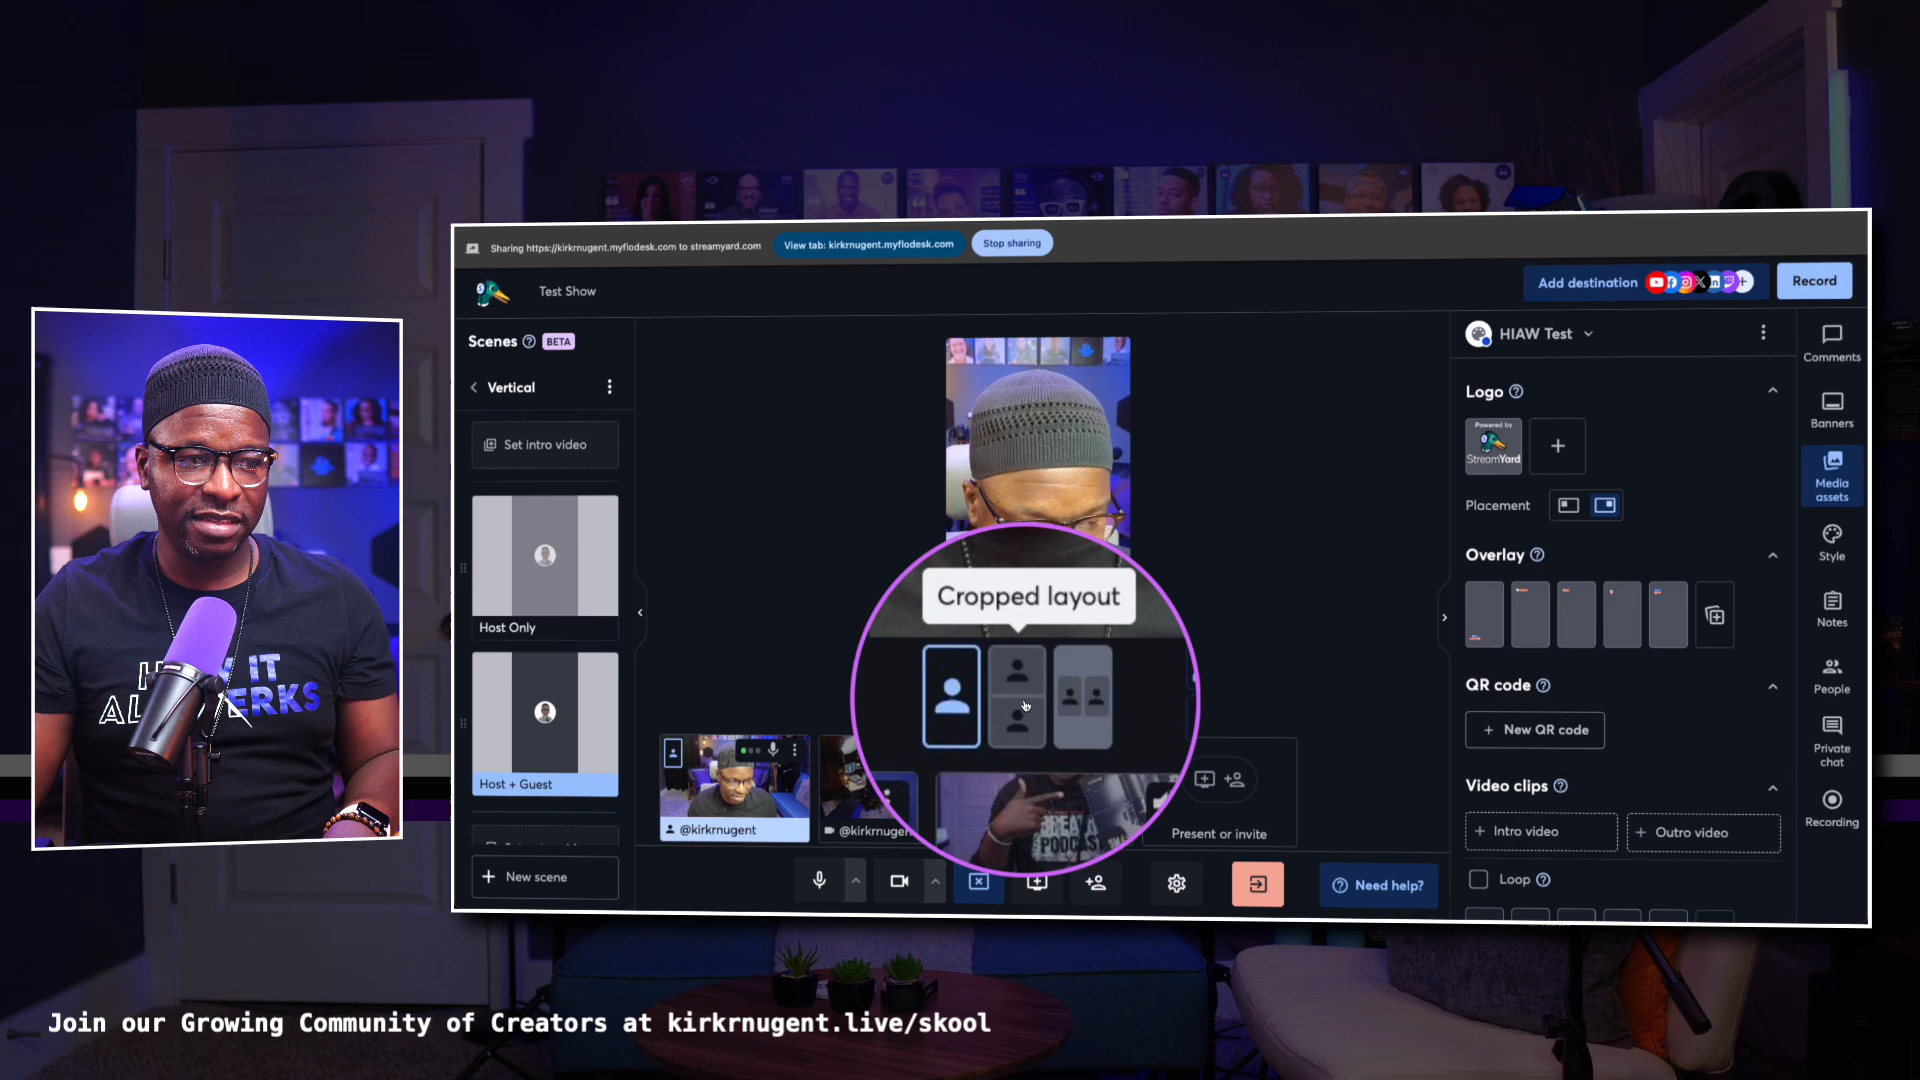 Sharing https://kirkrnugent.myflodesk.com to streamyard.com
View tab: kirkrnugent.myflodesk.com
Stop sharing
Test Show
Add destination
Record
Scenes
BETA
Vertical
Set intro video
Host Only
Host + Guest
New scene
Cropped layout
@kirkrnugent
Present or invite
Need help?
HIAW Test
Logo
Powered by
StreamYard
Placement
Overlay
QR code
New QR code
Video clips
Intro video
Outro video
Loop
Comments
Banners
Media
assets
Style
Notes
People
Private
chat
Recording
Join our Growing Community of Creators at kirkrnugent.live/skool